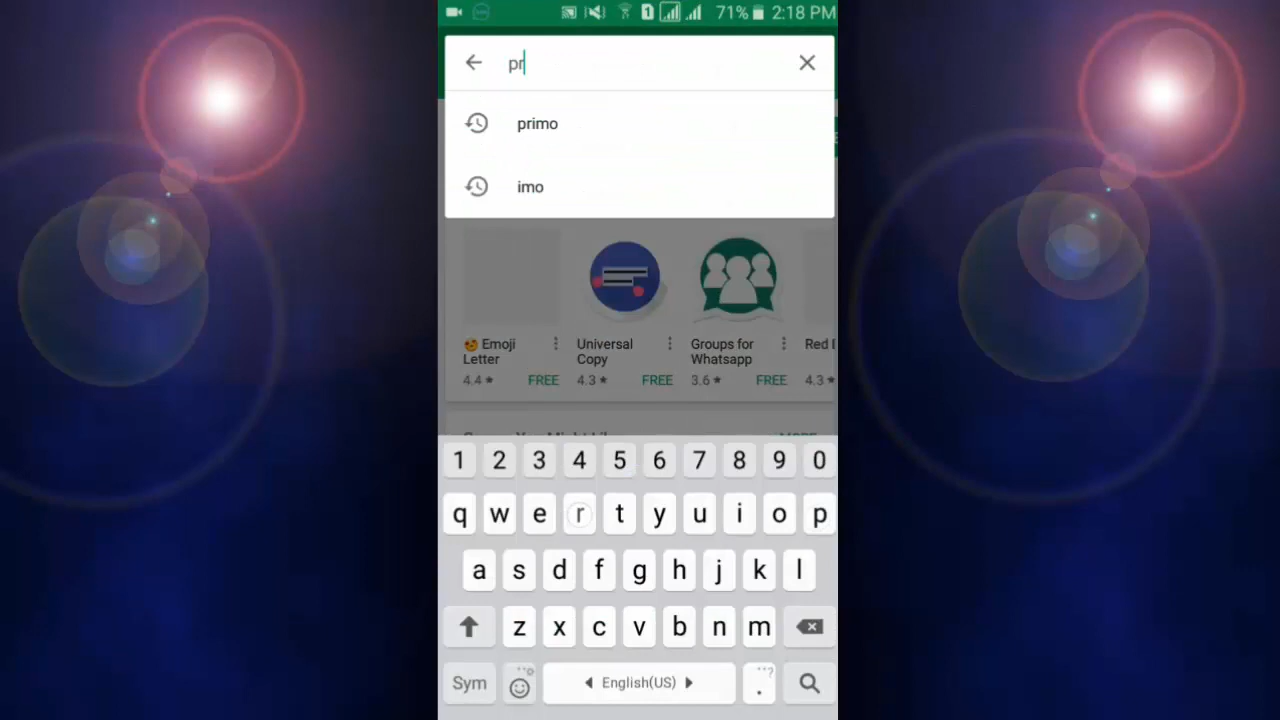 1 71% 2:18 PM
pr
primo
imo
😍 Emoji Letter
4.4 ★ FREE
Universal Copy
4.3 ★ FREE
Groups for Whatsapp
3.6 ★ FREE
Red
4.3 ★
1 2 3 4 5 6 7 8 9 0
q w e r t y u i o p
a s d f g h j k l
z x c v b n m
Sym English(US) .